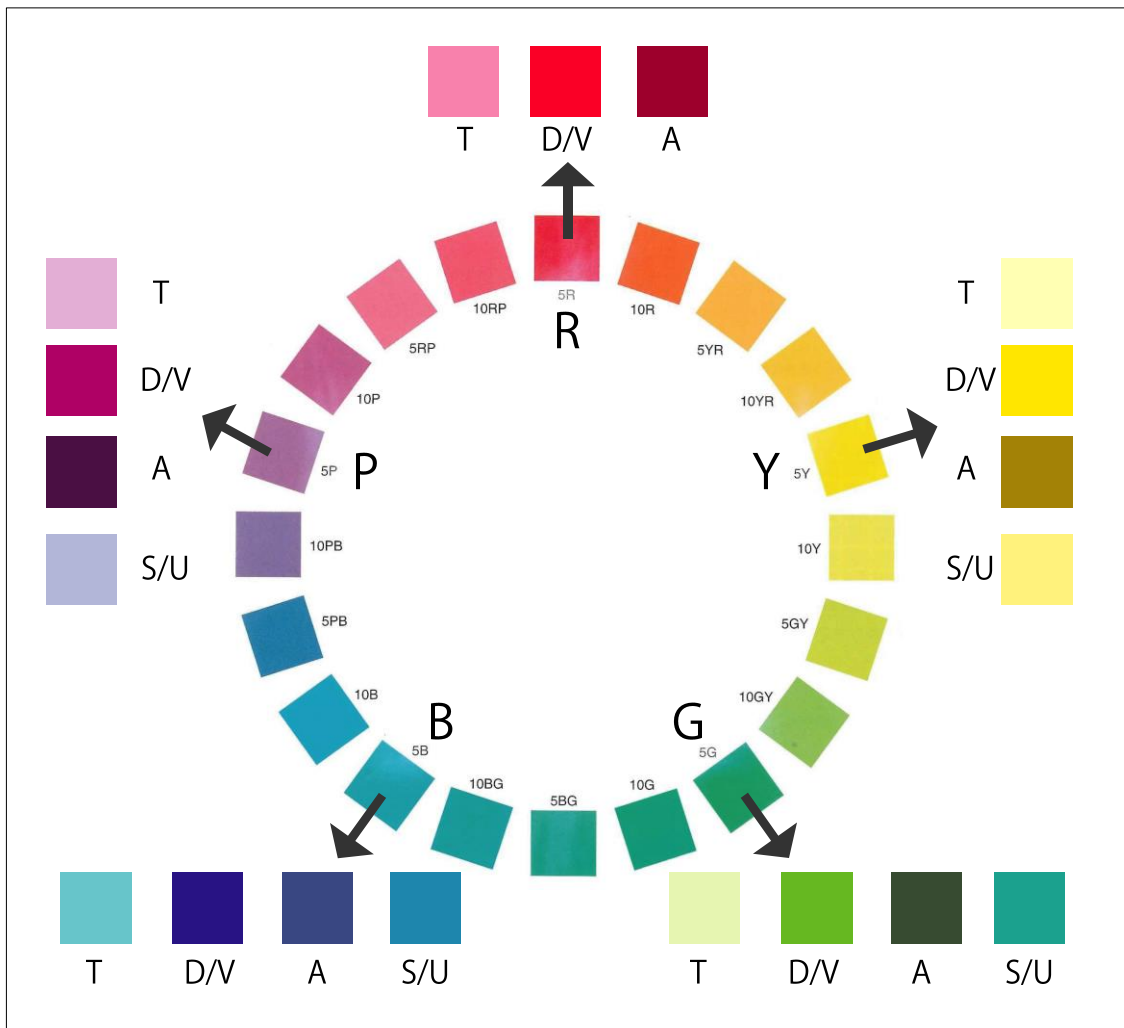 T D/V A
5R
R
10R
5YR
10YR
5Y
Y
10Y
5GY
10GY
5G
G
10G
5BG
10BG
5B
B
10B
5PB
10PB
5P
P
10P
5RP
10RP
T
D/V
A
S/U
T
D/V
A
S/U
T D/V A S/U
T D/V A S/U